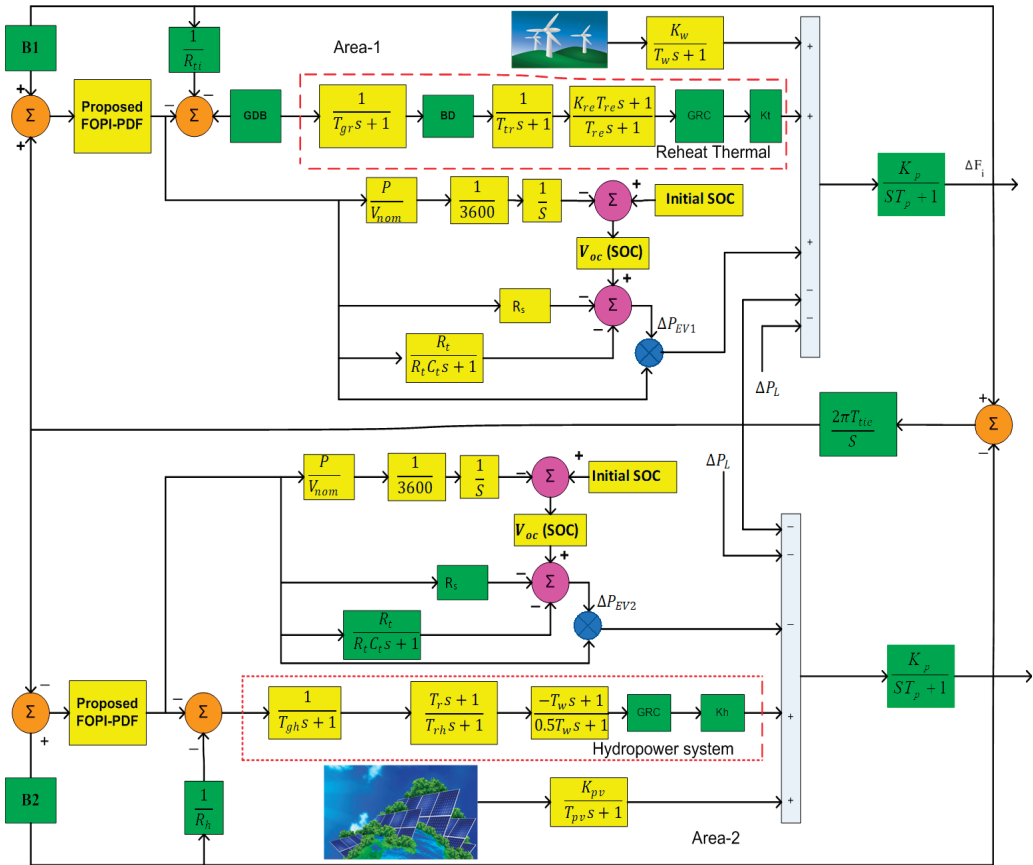 B1
1
R_ti
Area-1
K_w
T_w s + 1
+
+
Σ
+
Proposed
FOPI-PDF
−
−
Σ
−
GDB
1
T_gr s + 1
BD
1
T_tr s + 1
K_re T_re s + 1
T_re s + 1
GRC
Kt
+
Reheat Thermal
K_p
ST_p + 1
ΔF_i
P
V_nom
1
3600
1
S
−
Σ
+
Initial SOC
V_oc (SOC)
+
R_s
−
Σ
−
ΔP_EV1
+
−
−
R_t
R_t C_t s + 1
ΔP_L
2πT_tie
S
+
Σ
−
P
V_nom
1
3600
1
S
−
Σ
+
Initial SOC
ΔP_L
V_oc (SOC)
+
−
−
R_s
−
Σ
−
ΔP_EV2
−
R_t
R_t C_t s + 1
K_p
ST_p + 1
−
Σ
+
Proposed
FOPI-PDF
−
−
Σ
−
1
T_gh s + 1
T_r s + 1
T_rh s + 1
−T_w s + 1
0.5T_w s + 1
GRC
Kh
+
Hydropower system
B2
1
R_h
K_pv
T_pv s + 1
+
Area-2